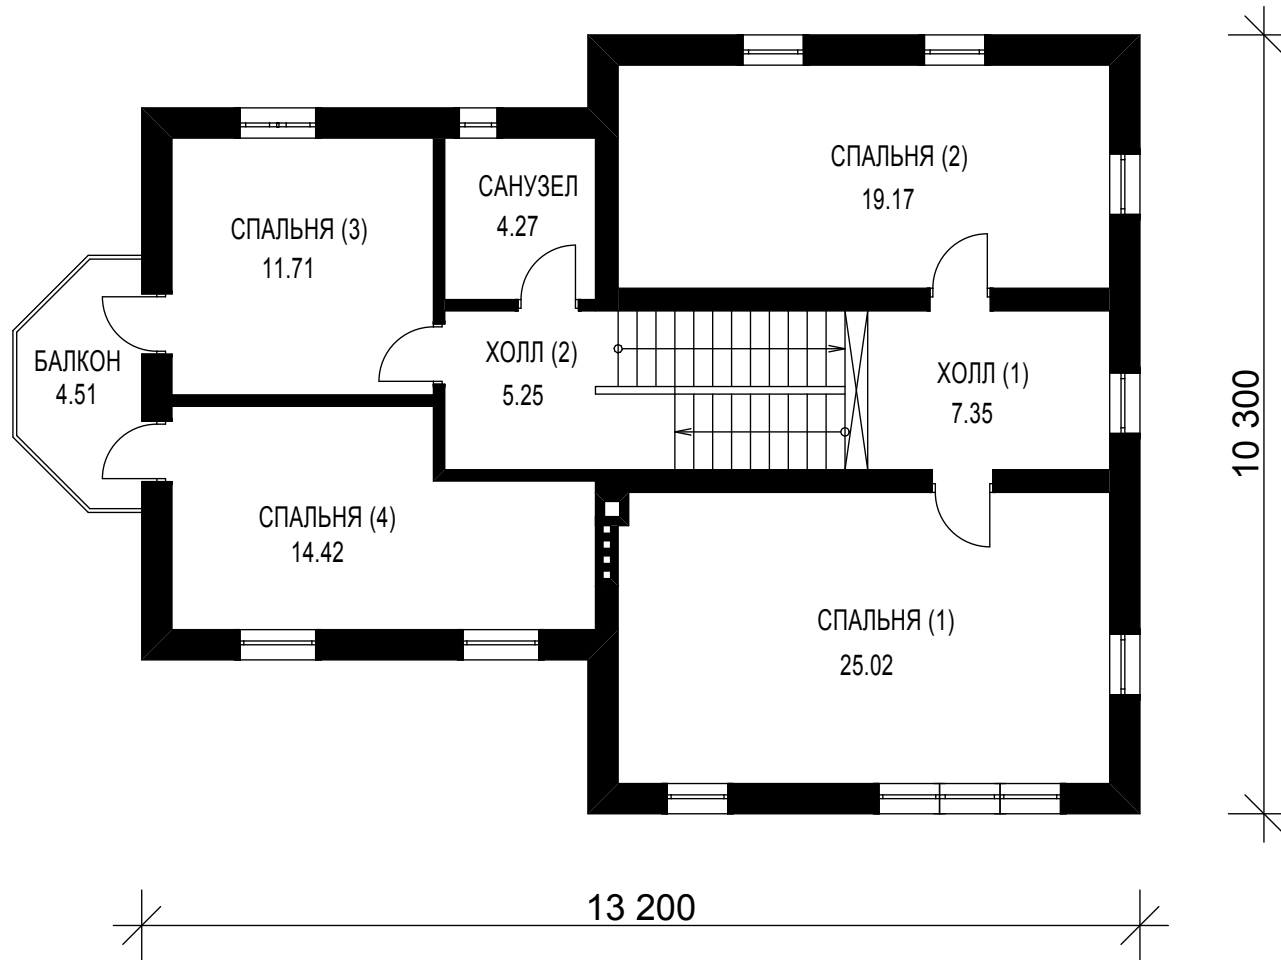 СПАЛЬНЯ (2)
19.17
САНУЗЕЛ
4.27
СПАЛЬНЯ (3)
11.71
БАЛКОН
4.51
ХОЛЛ (2)
5.25
ХОЛЛ (1)
7.35
10 300
СПАЛЬНЯ (4)
14.42
СПАЛЬНЯ (1)
25.02
13 200